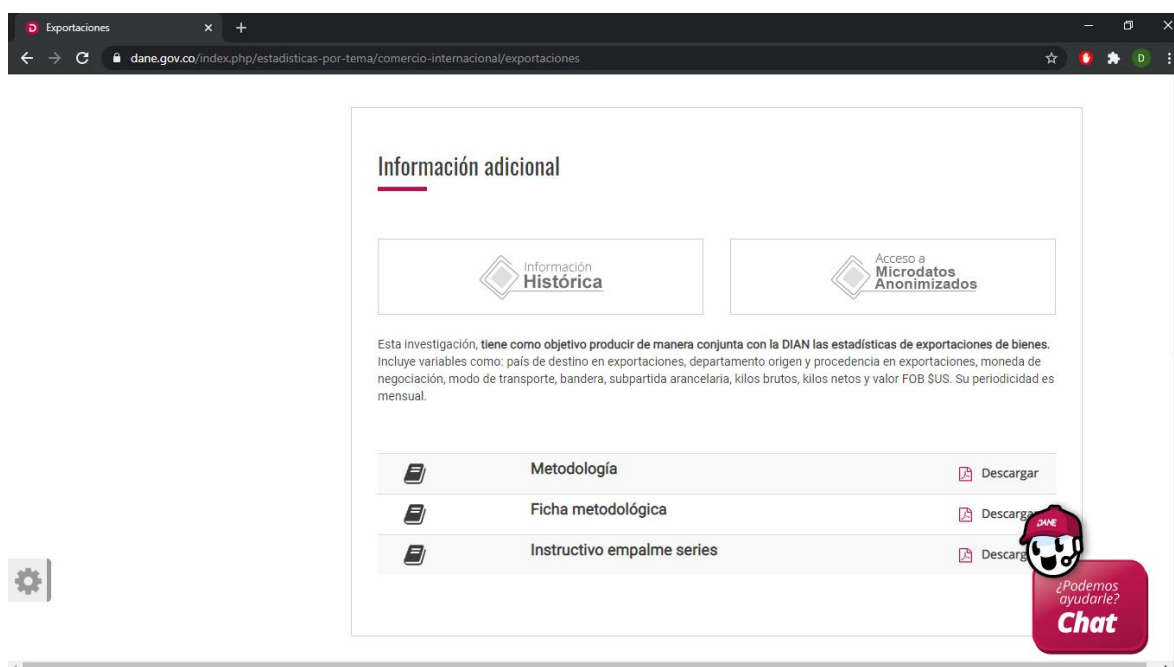 Exportaciones
dane.gov.co/index.php/estadisticas-por-tema/comercio-internacional/exportaciones
D
Información adicional
Información
Histórica
Acceso a
Microdatos
Anonimizados
Esta investigación, tiene como objetivo producir de manera conjunta con la DIAN las estadísticas de exportaciones de bienes.
Incluye variables como: país de destino en exportaciones, departamento origen y procedencia en exportaciones, moneda de
negociación, modo de transporte, bandera, subpartida arancelaria, kilos brutos, kilos netos y valor FOB $US. Su periodicidad es
mensual.
Metodología Descargar
Ficha metodológica Descarga
Instructivo empalme series Descarg
DANE
¿Podemos
ayudarle?
Chat